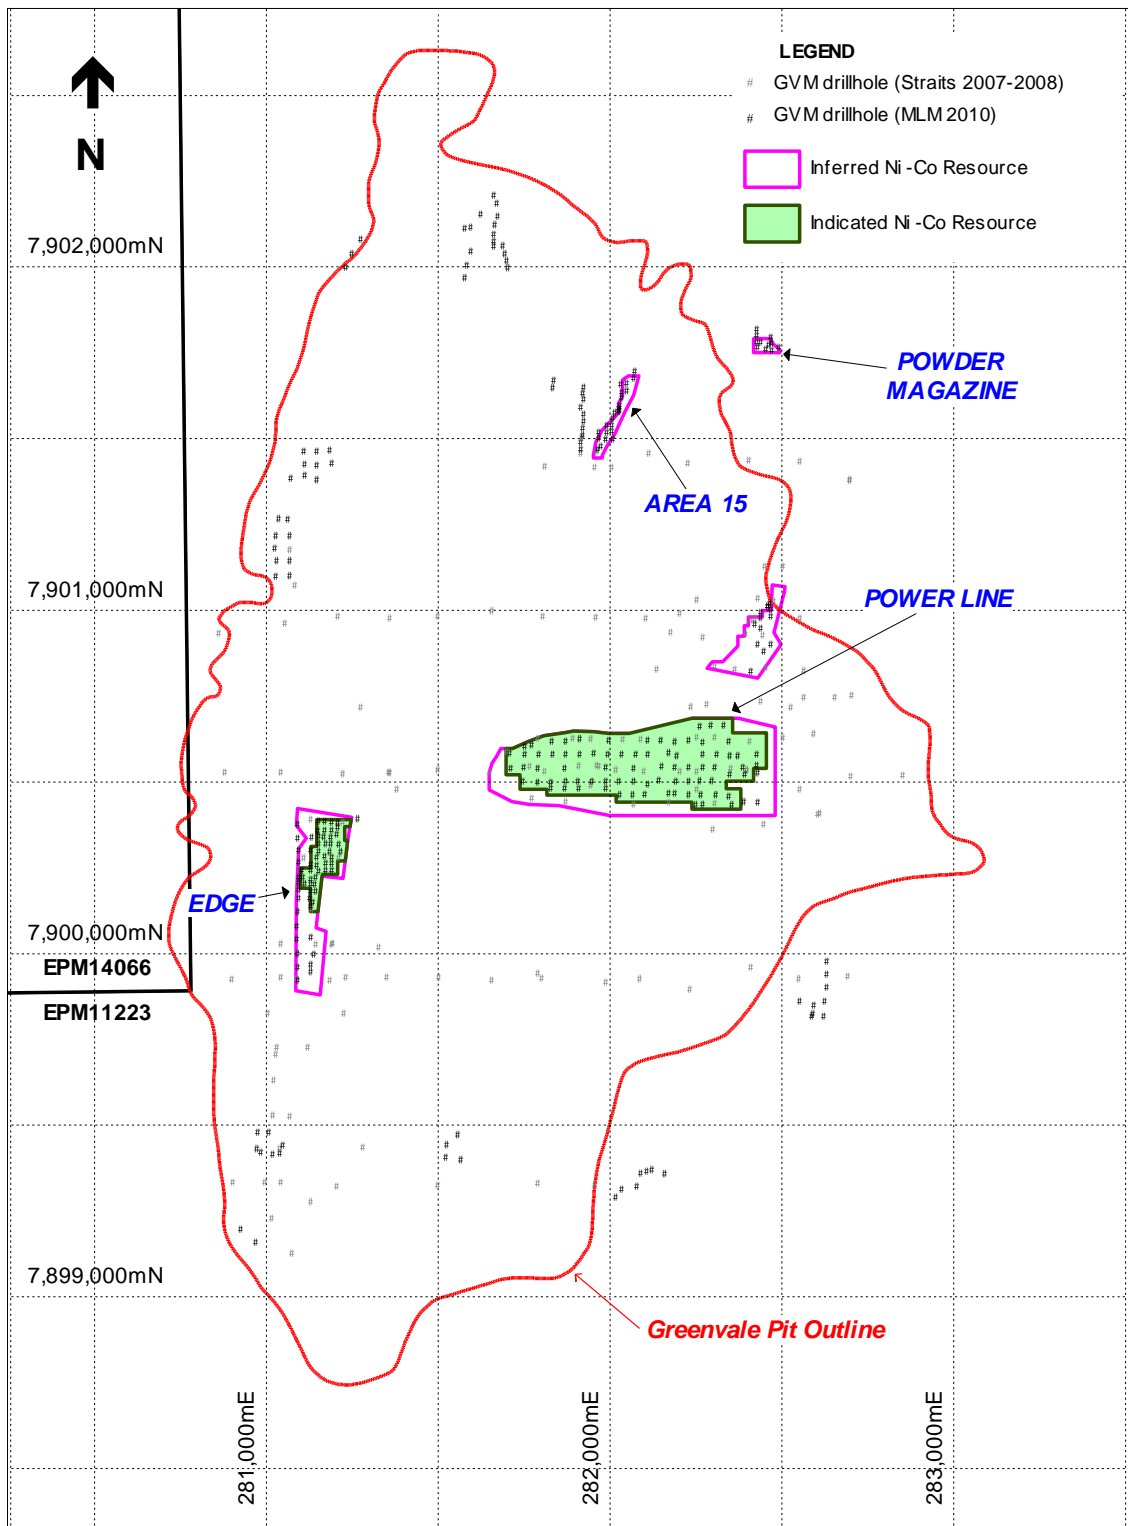 LEGEND
# GVM drillhole (Straits 2007-2008)
# GVM drillhole (MLM 2010)
Inferred Ni-Co Resource
Indicated Ni-Co Resource
N
7,902,000mN
POWDER
MAGAZINE
AREA 15
7,901,000mN
POWER LINE
EDGE
7,900,000mN
EPM14066
EPM11223
7,899,000mN
Greenvale Pit Outline
281,000mE
282,000mE
283,000mE